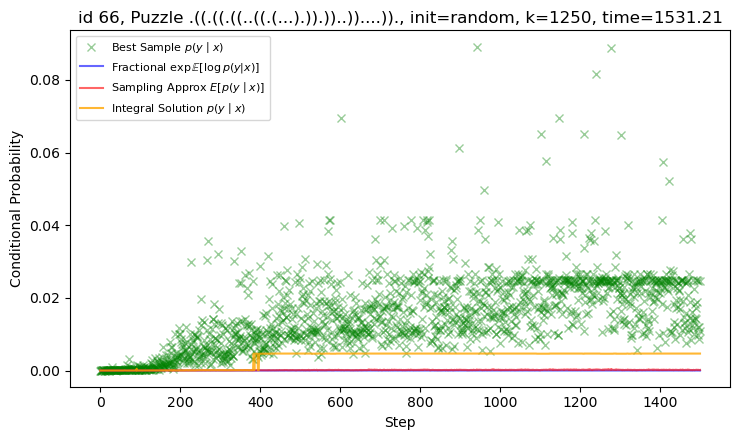 id 66, Puzzle .((.((.((..((.(...).)).))..))....))., init=random, k=1250, time=1531.21
Best Sample p(y | x)
Fractional exp𝔼[log p(y|x)]
Sampling Approx E[p(y | x)]
Integral Solution p(y | x)
Conditional Probability
0.08
0.06
0.04
0.02
0.00
0 200 400 600 800 1000 1200 1400
Step